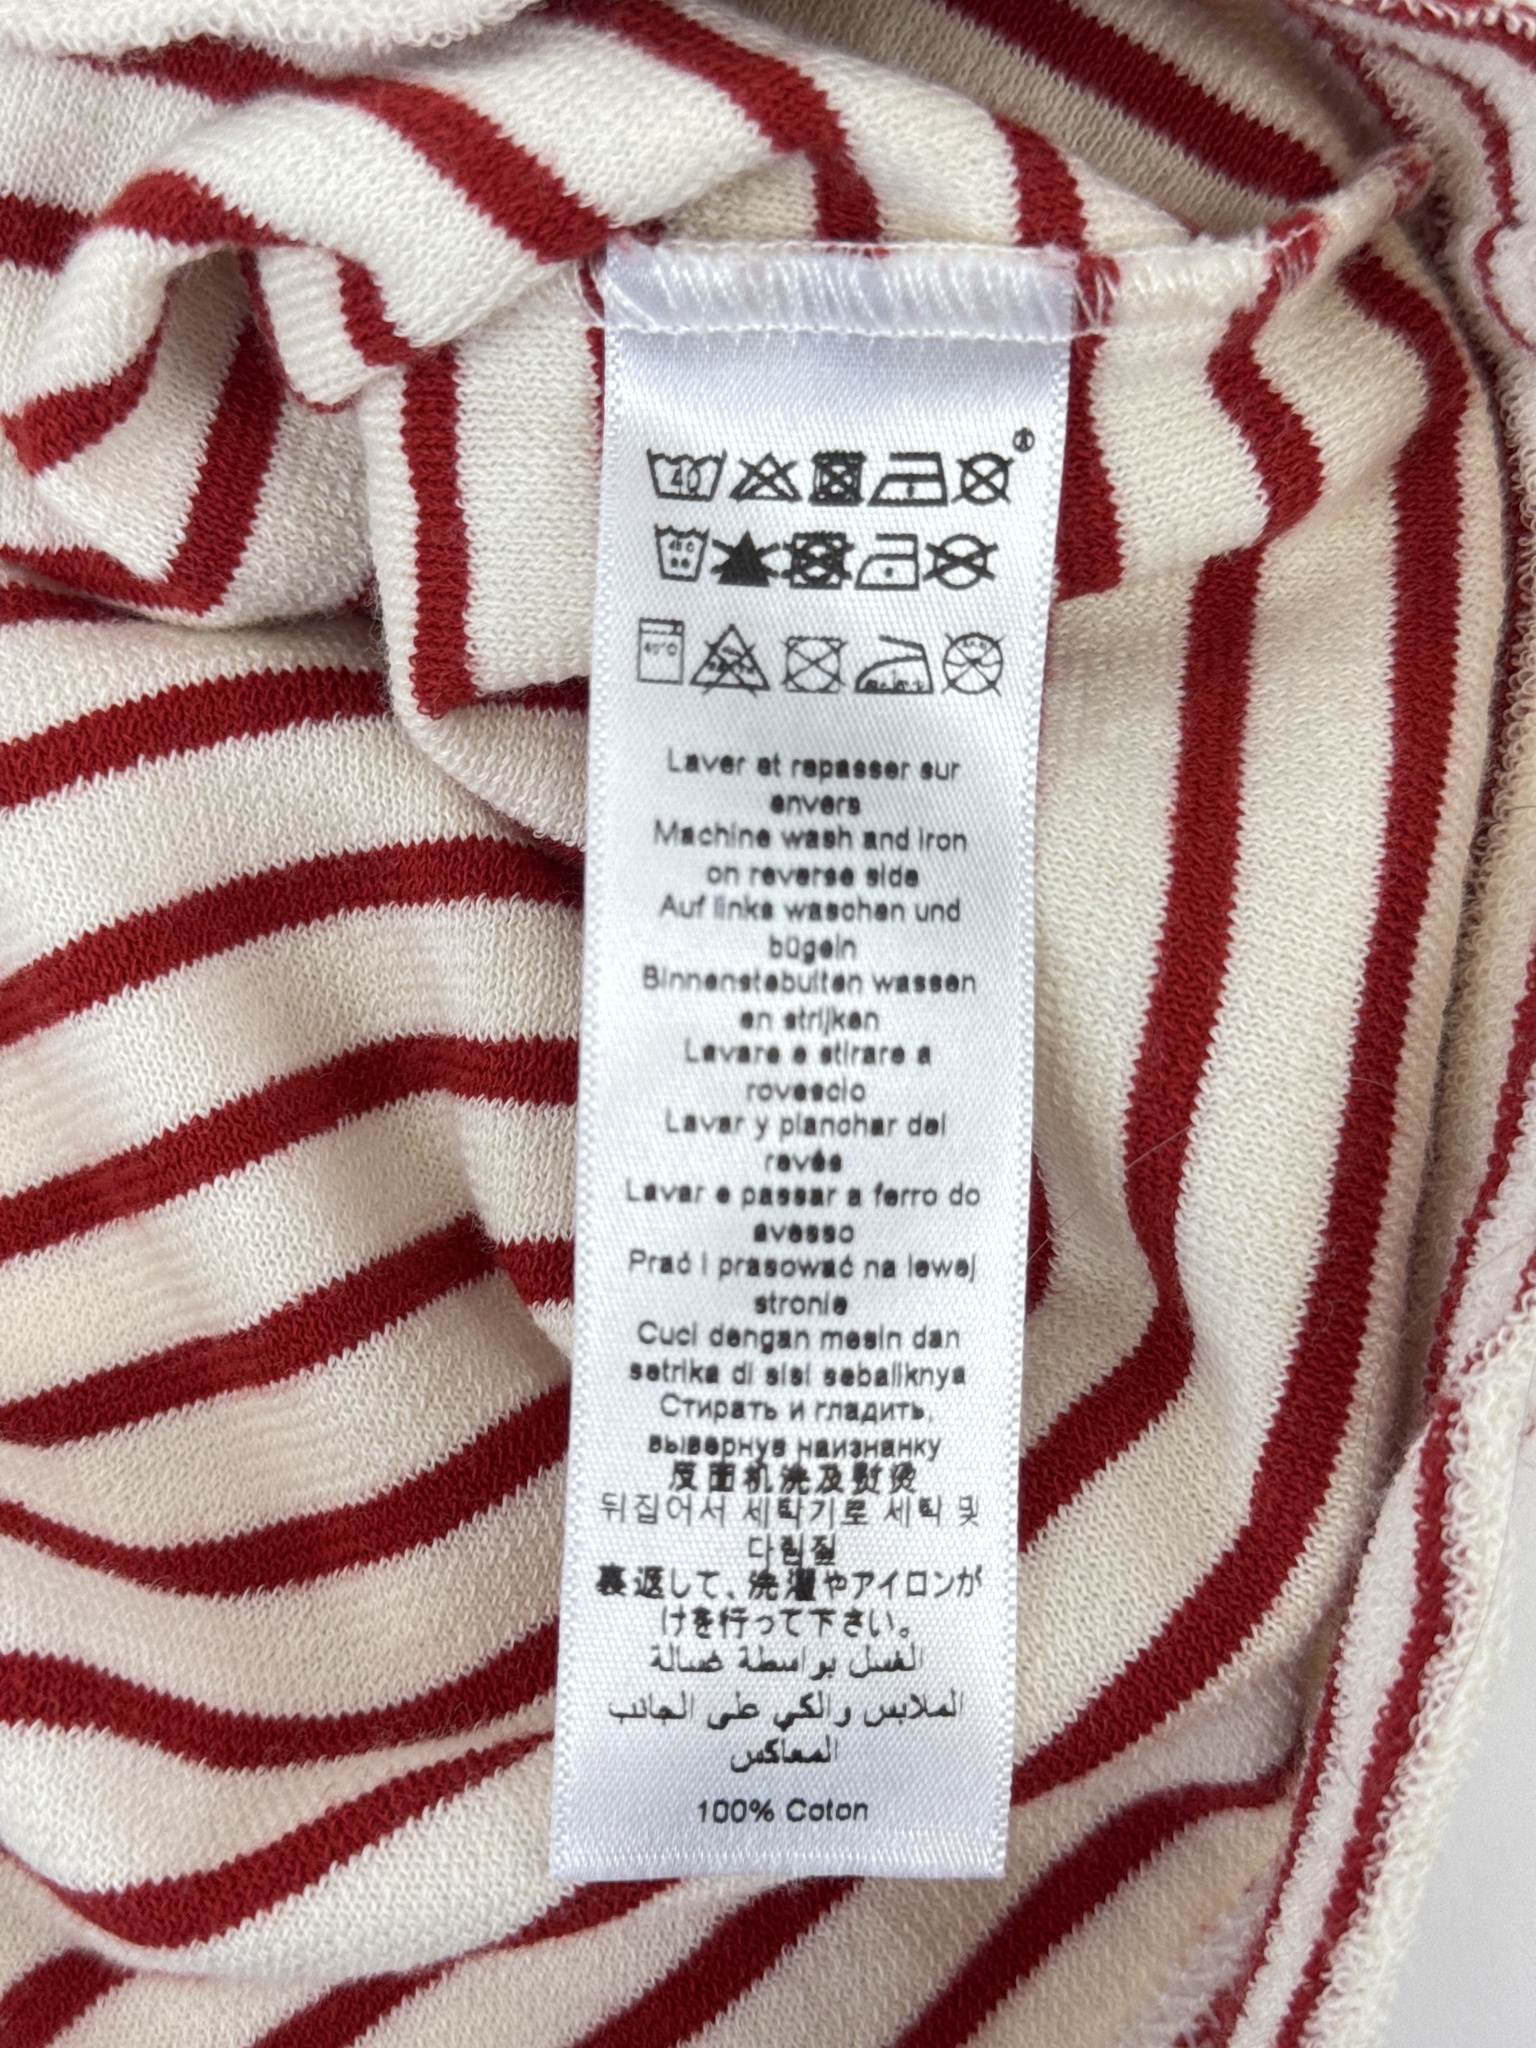 ®
40
40°C
Laver et repasser sur
envers
Machine wash and iron
on reverse side
Auf links waschen und
bügeln
Binnenstebuiten wassen
en strijken
Lavare e stirare a
rovescio
Lavar y planchar del
revés
Lavar e passar a ferro do
avesso
Prać i prasować na lewej
stronie
Cuci dengan mesin dan
setrika di sisi sebaliknya
Стирать и гладить,
вывернув наизнанку
反面机洗及熨烫
뒤집어서 세탁기로 세탁 및
다림질
裏返して、洗濯やアイロンが
けを行って下さい。
الغسل بواسطة غسالة
الملابس والكي على الجانب
المعاكس
100% Coton